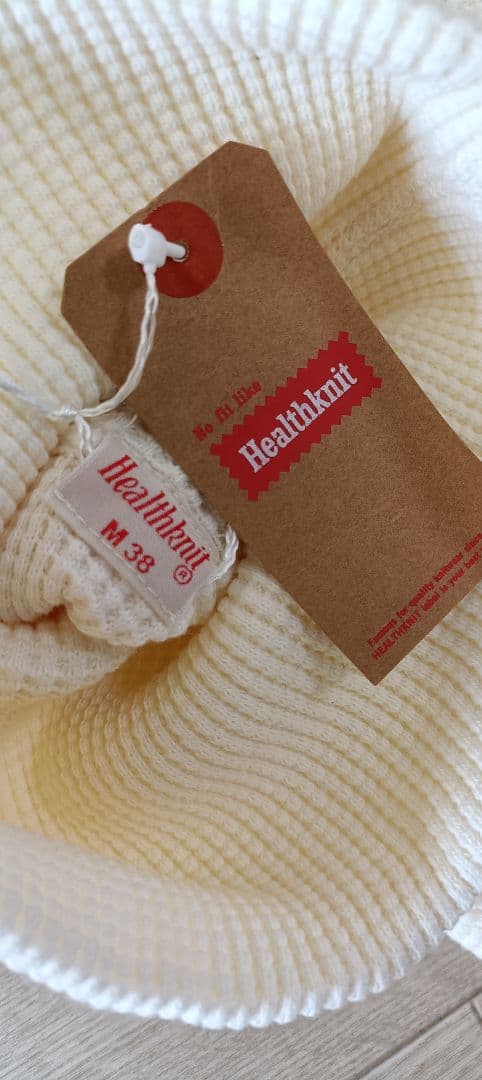 No fit like
Healthknit
Famous for quality knitwear since
HEALTHKNIT label is your best
Healthknit
M 38 ®